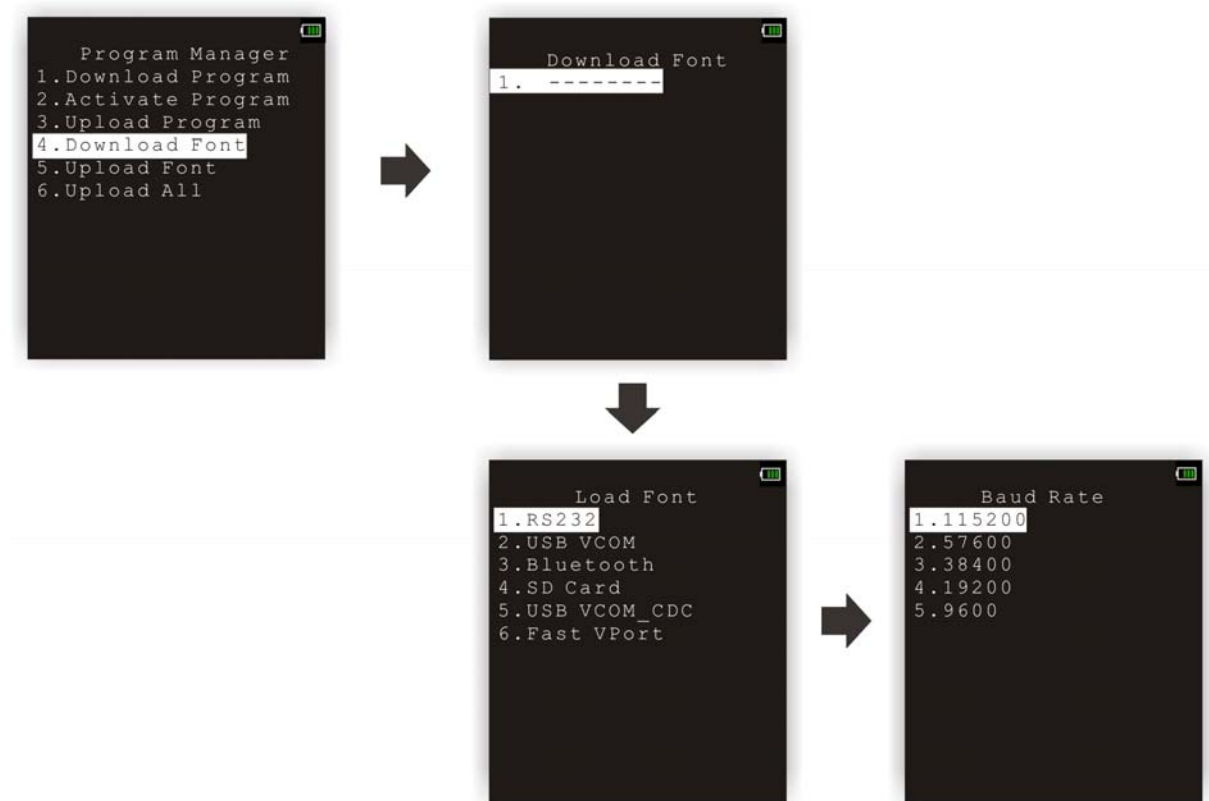 Program Manager
1.Download Program
2.Activate Program
3.Upload Program
4.Download Font
5.Upload Font
6.Upload All
Download Font
1. --------
Load Font
1.RS232
2.USB VCOM
3.Bluetooth
4.SD Card
5.USB VCOM_CDC
6.Fast VPort
Baud Rate
1.115200
2.57600
3.38400
4.19200
5.9600